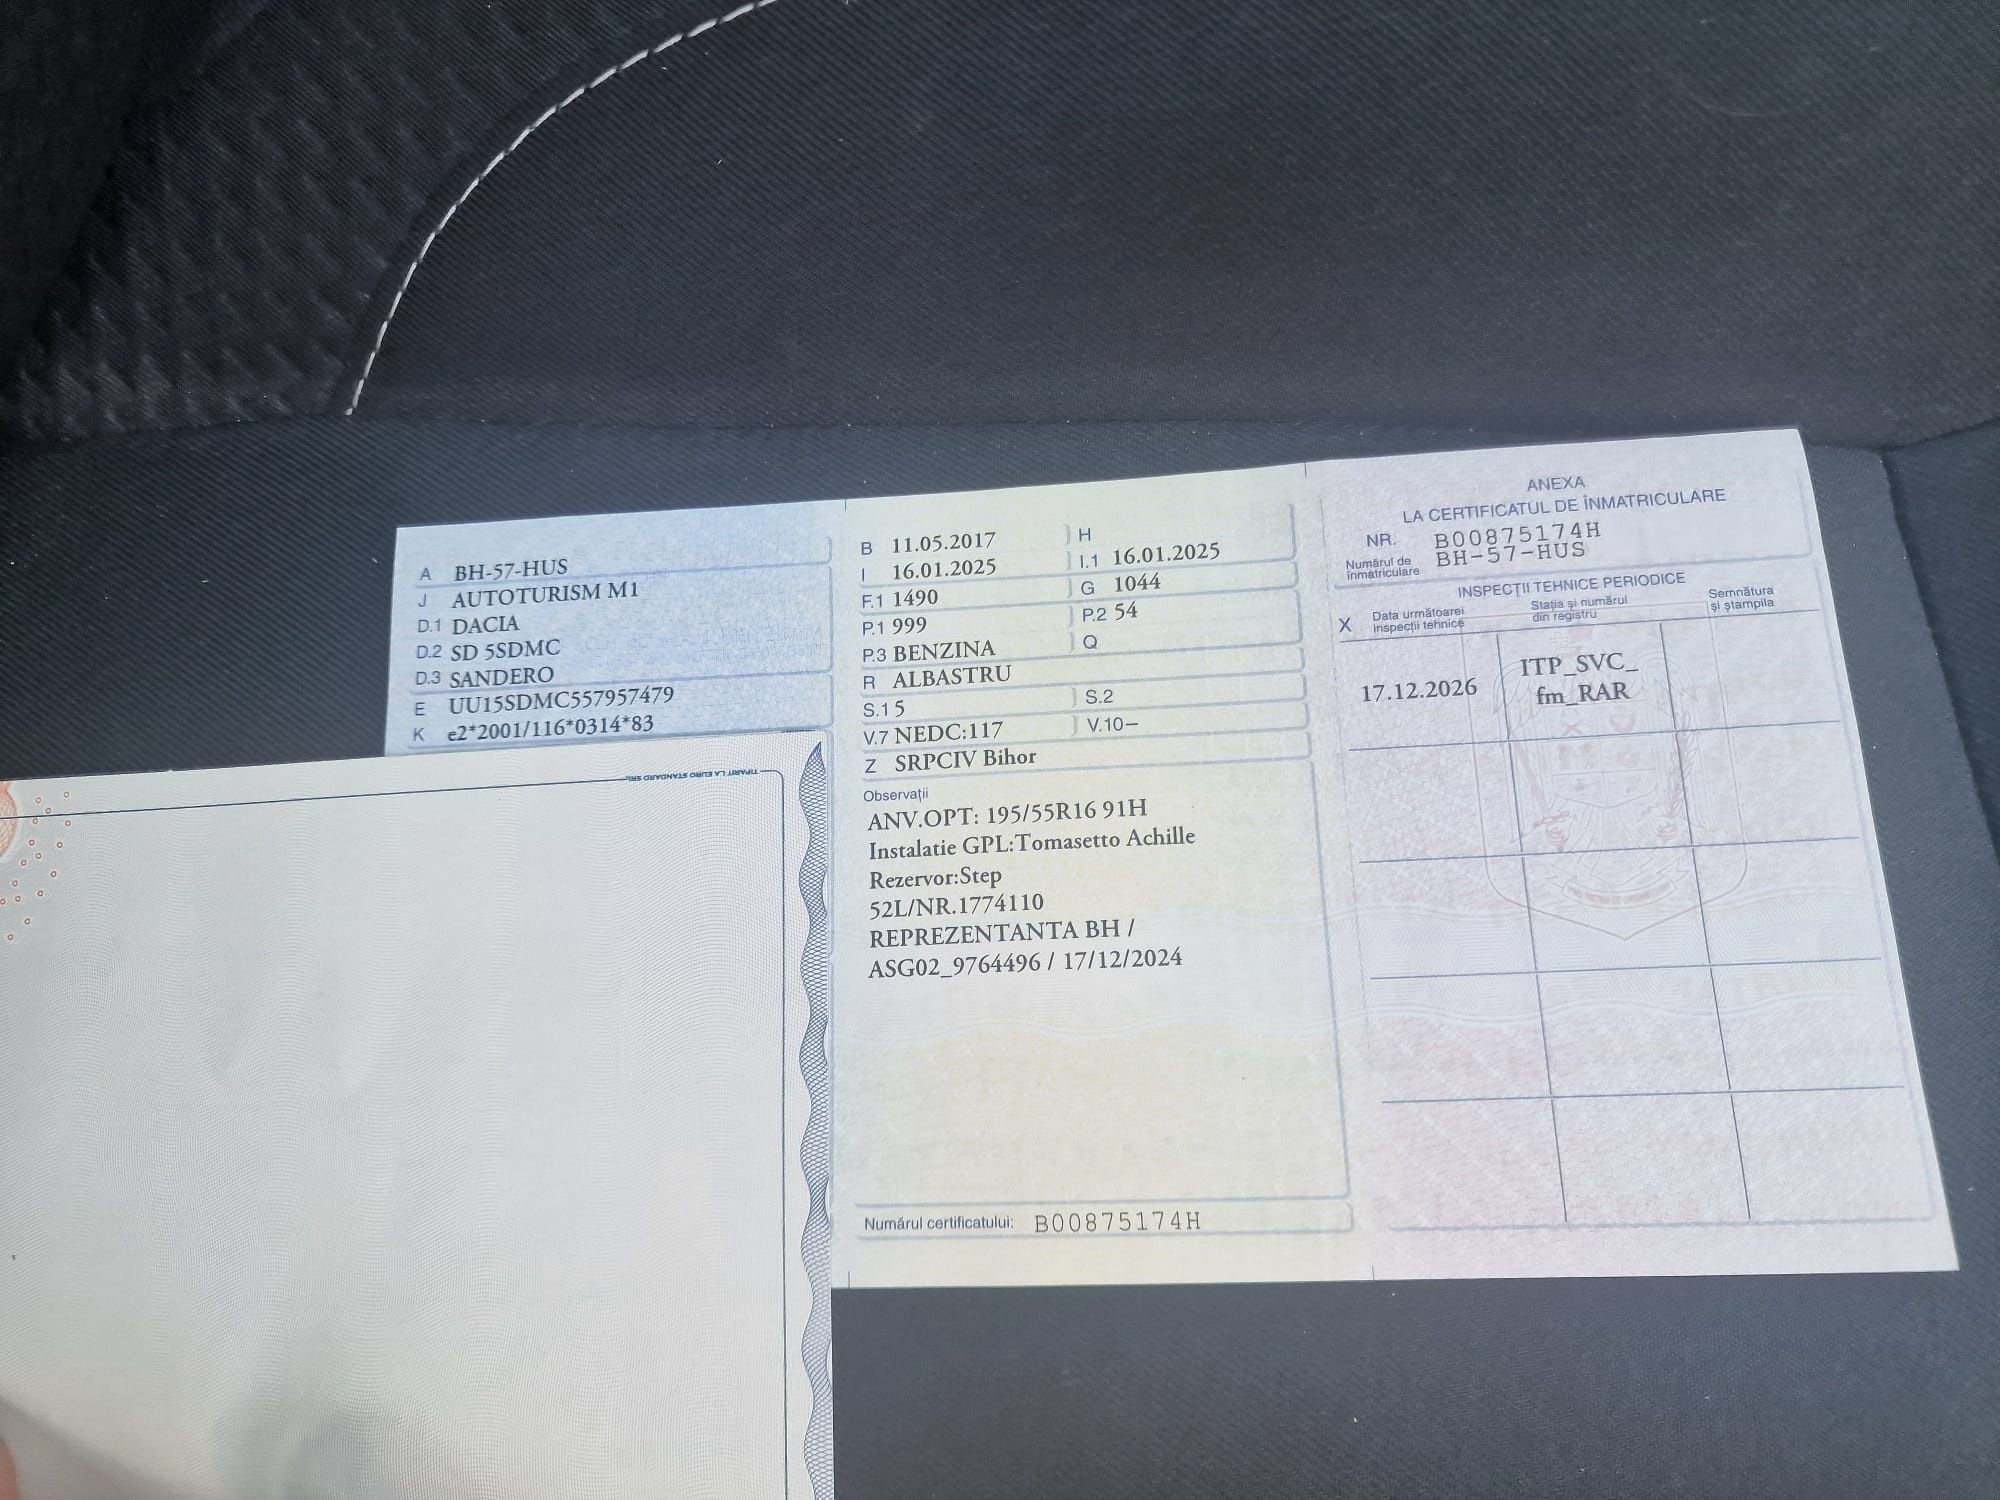 A BH-57-HUS
J AUTOTURISM M1
D.1 DACIA
D.2 SD 5SDMC
D.3 SANDERO
E UU15SDMC557957479
K e2*2001/116*0314*83
TIPARIT LA EURO STANDARD SRL
B 11.05.2017 H
I 16.01.2025 I.1 16.01.2025
F.1 1490 G 1044
P.1 999 P.2 54
P.3 BENZINA Q
R ALBASTRU
S.1 5 S.2
V.7 NEDC:117 V.10–
Z SRPCIV Bihor
Observații
ANV.OPT: 195/55R16 91H
Instalatie GPL:Tomasetto Achille
Rezervor:Step
52L/NR.1774110
REPREZENTANTA BH /
ASG02_9764496 / 17/12/2024
Numărul certificatului: B00875174H
ANEXA
LA CERTIFICATUL DE ÎNMATRICULARE
NR. B00875174H
Numărul de
înmatriculare BH-57-HUS
INSPECȚII TEHNICE PERIODICE
X Data următoarei
inspecții tehnice
Stația și numărul
din registru
Semnătura
și ștampila
17.12.2026
ITP_SVC_
fm_RAR